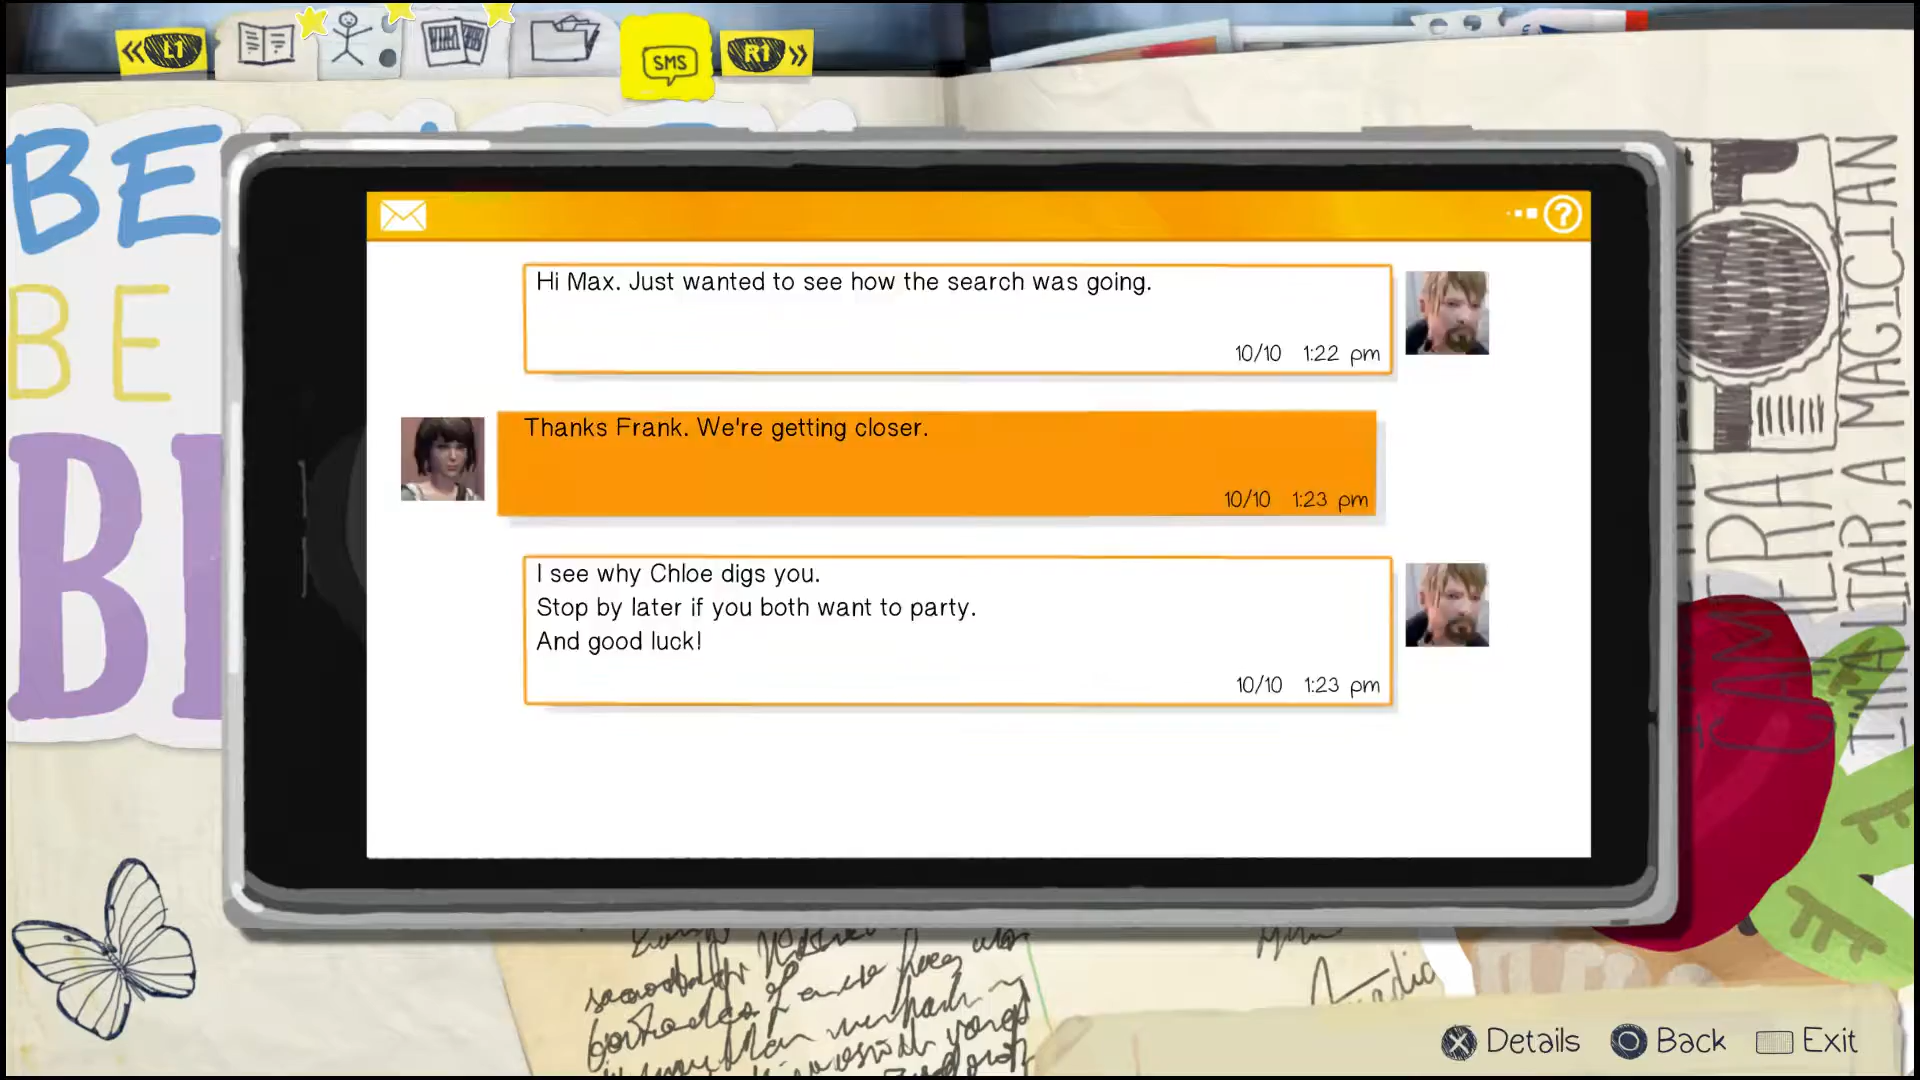 L1
SMS
R1
BE
BE
Hi Max. Just wanted to see how the search was going.
10/10 1:22 pm
Thanks Frank. We're getting closer.
10/10 1:23 pm
I see why Chloe digs you.
Stop by later if you both want to party.
And good luck!
10/10 1:23 pm
CAMERA
LIAR, A MAGICIAN
Details
Back
Exit